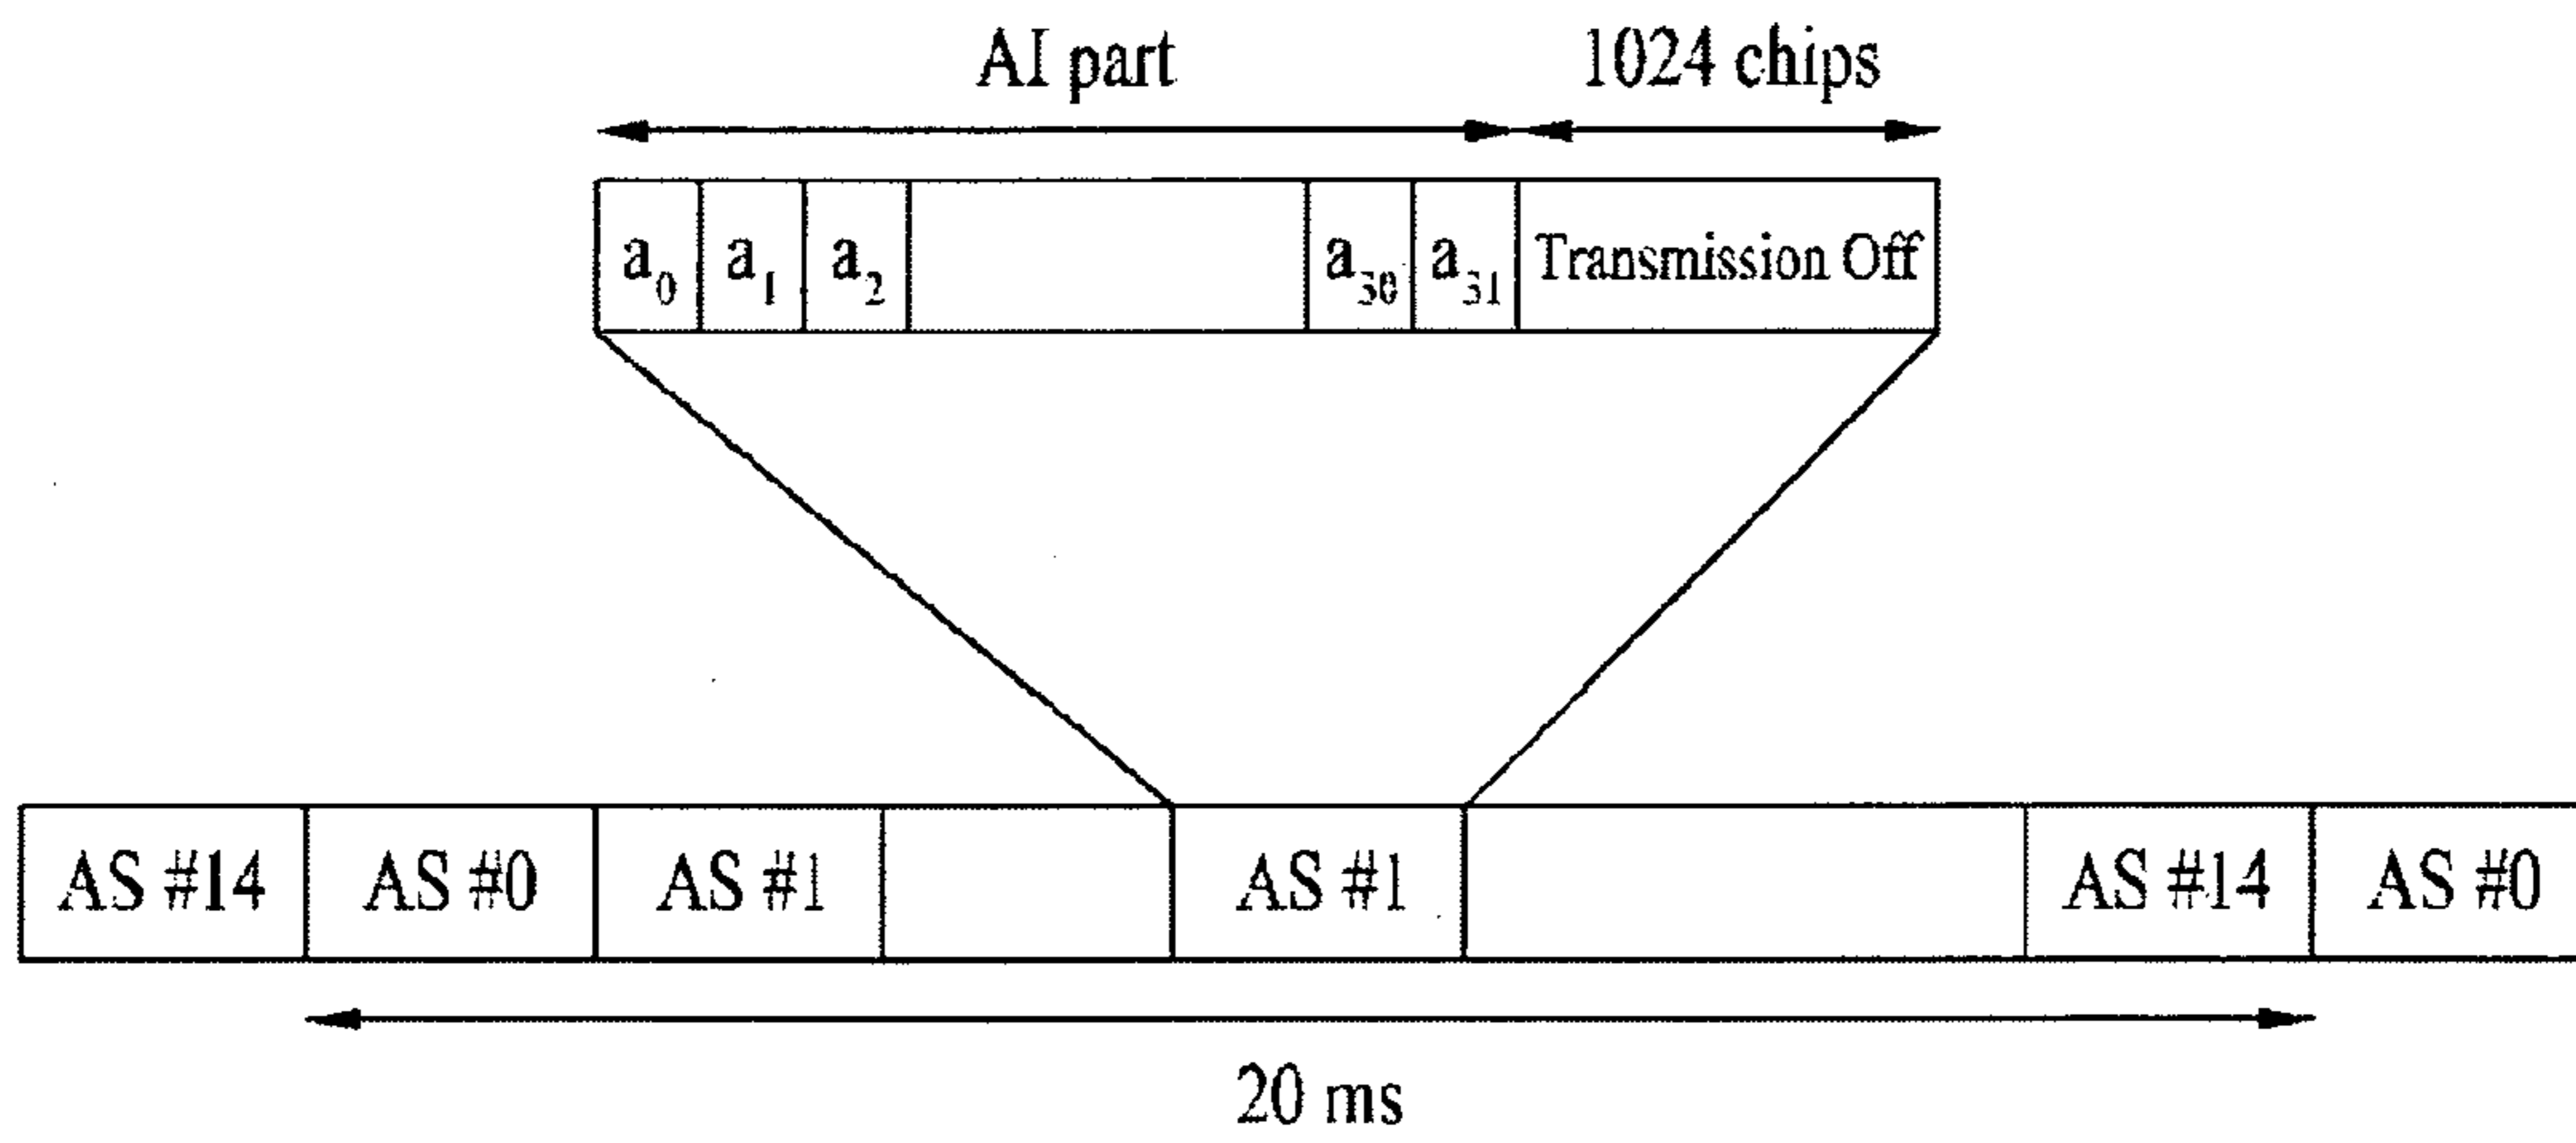 AI part 1024 chips
a0 a1 a2 a30 a31 Transmission Off
AS #14 AS #0 AS #1 AS #1 AS #14 AS #0
20 ms